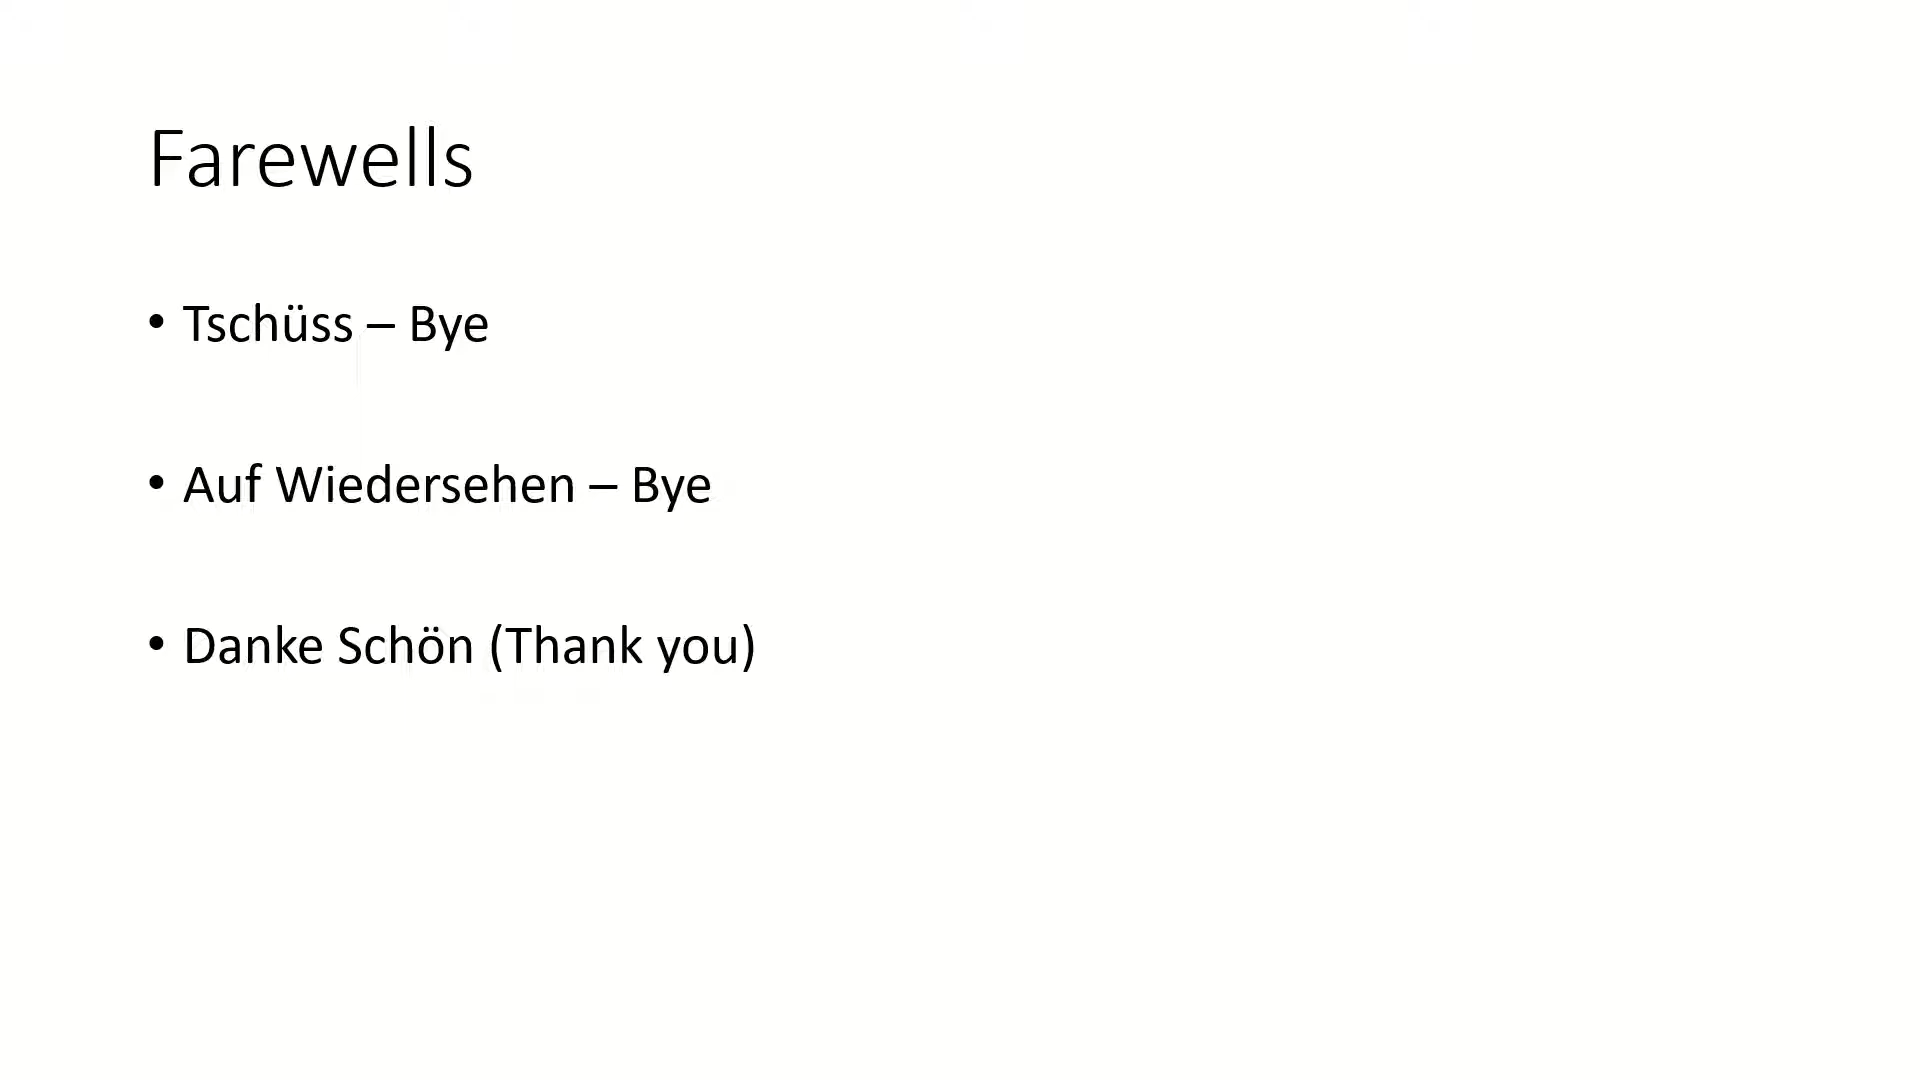 Farewells
• Tschüss – Bye
• Auf Wiedersehen – Bye
• Danke Schön (Thank you)